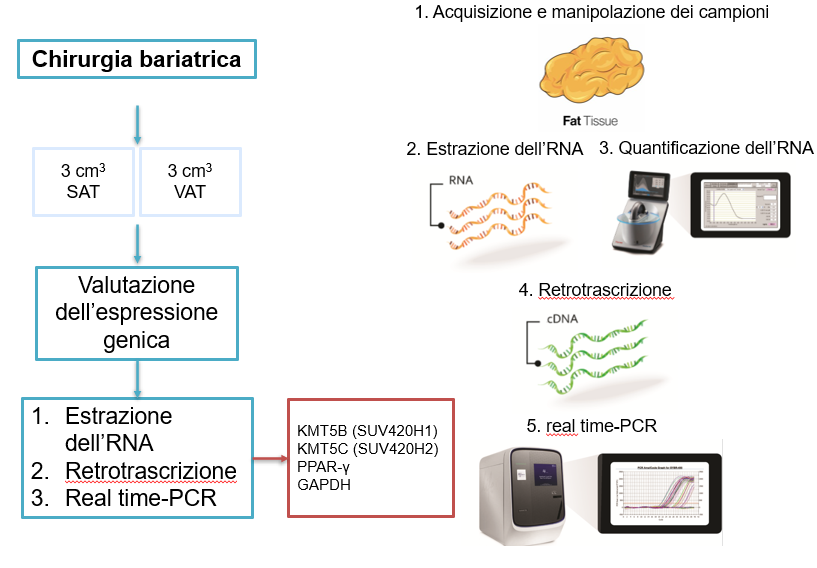 Chirurgia bariatrica
3 cm³
SAT
3 cm³
VAT
Valutazione
dell'espressione
genica
1. Estrazione
dell'RNA
2. Retrotrascrizione
3. Real time-PCR
KMT5B (SUV420H1)
KMT5C (SUV420H2)
PPAR-γ
GAPDH
1. Acquisizione e manipolazione dei campioni
Fat Tissue
2. Estrazione dell'RNA
3. Quantificazione dell'RNA
RNA
4. Retrotrascrizione
cDNA
5. real time-PCR